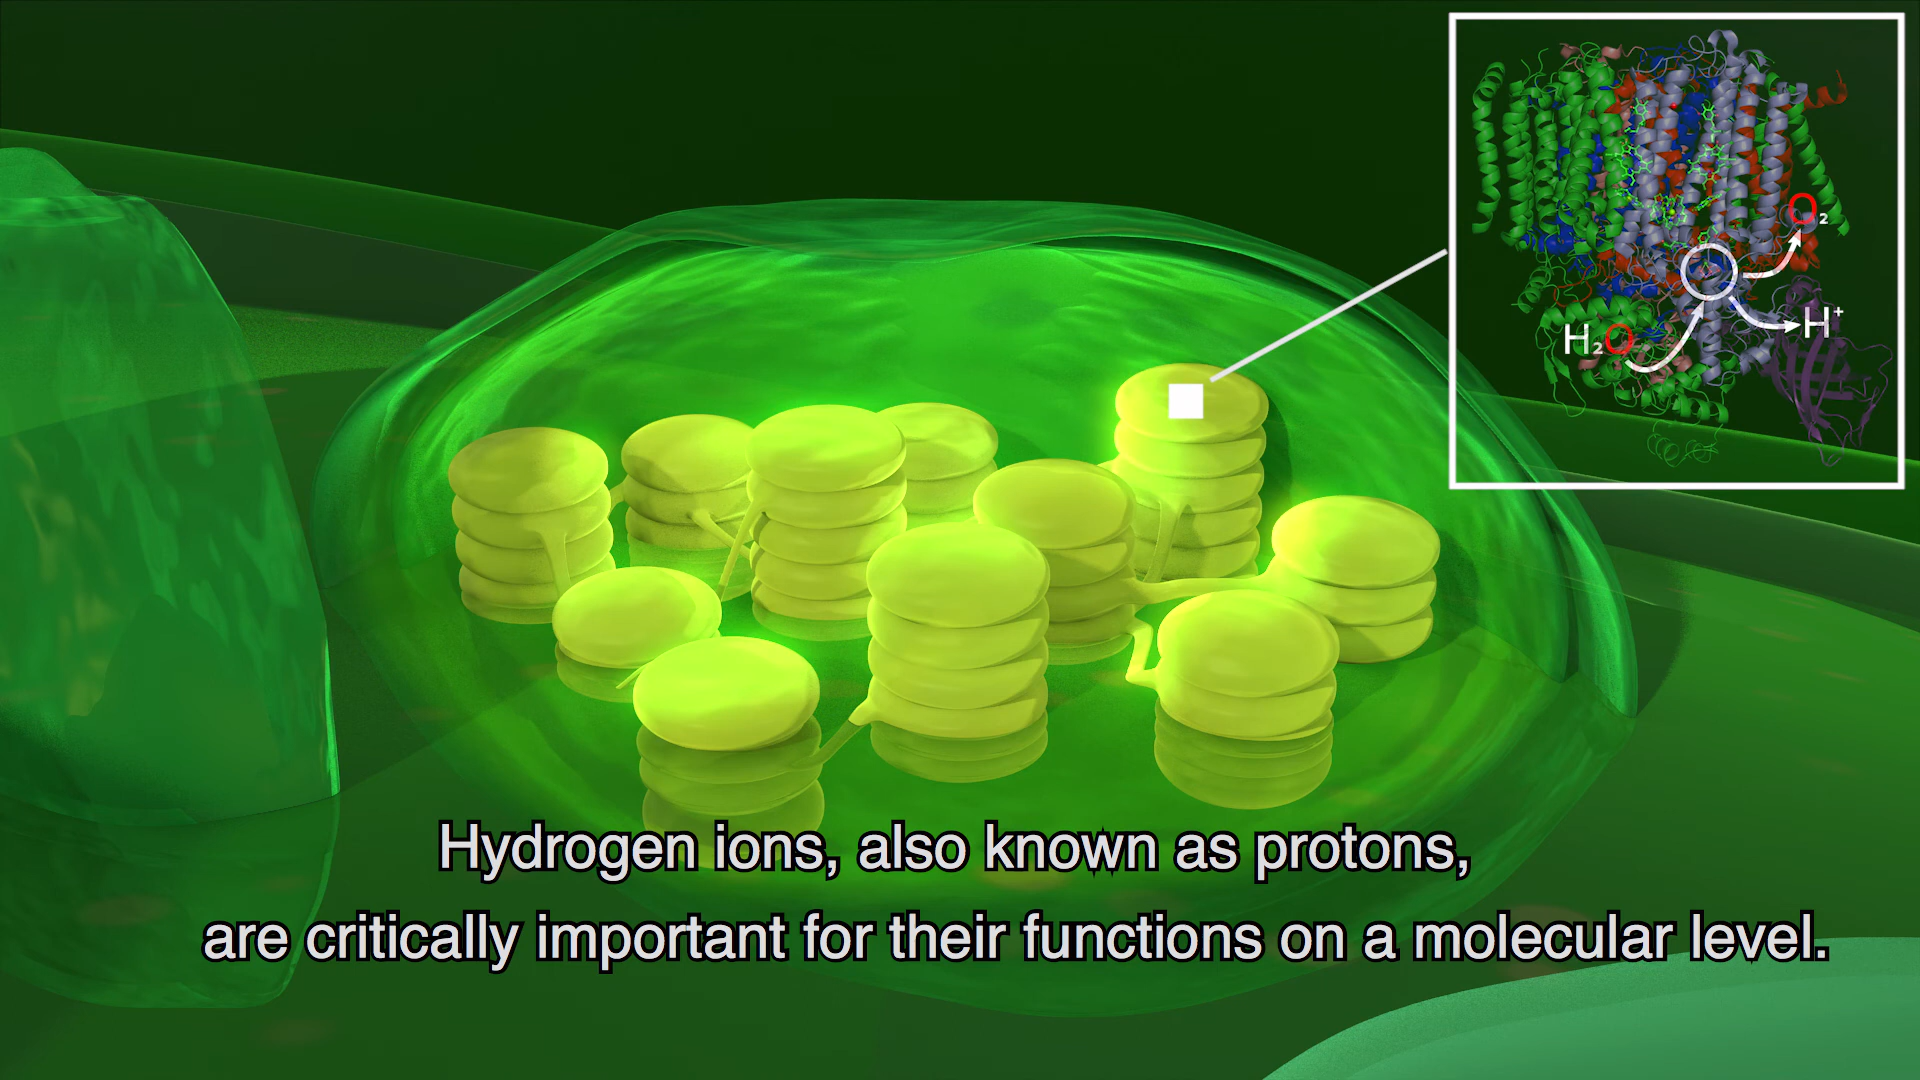 O₂
H₂O
H⁺
Hydrogen ions, also known as protons,
are critically important for their functions on a molecular level.